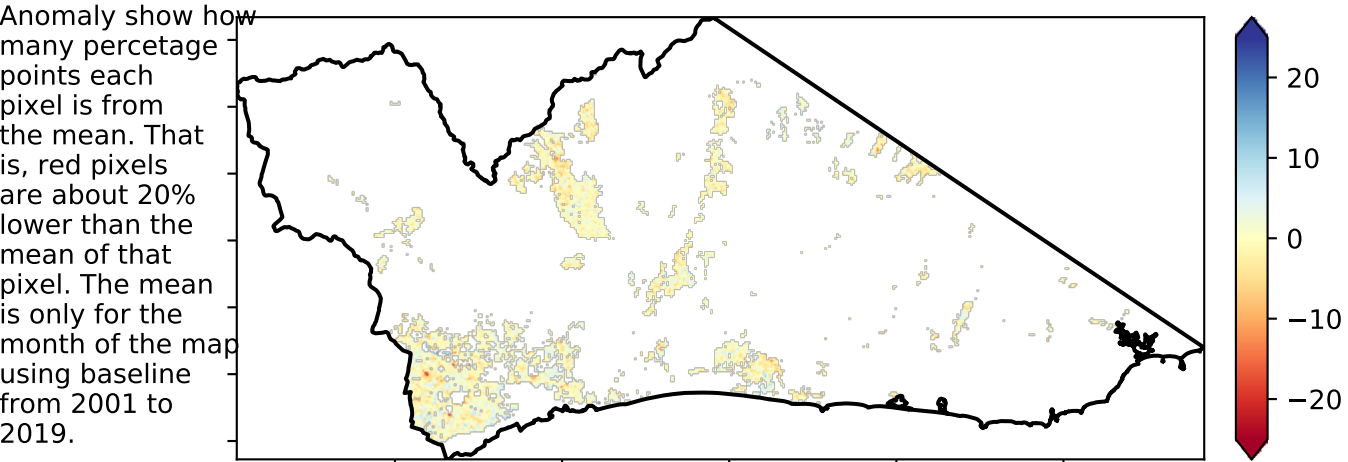 Anomaly show how
many percetage
points each
pixel is from
the mean. That
is, red pixels
are about 20%
lower than the
mean of that
pixel. The mean
is only for the
month of the map
using baseline
from 2001 to
2019.
20
10
0
−10
−20